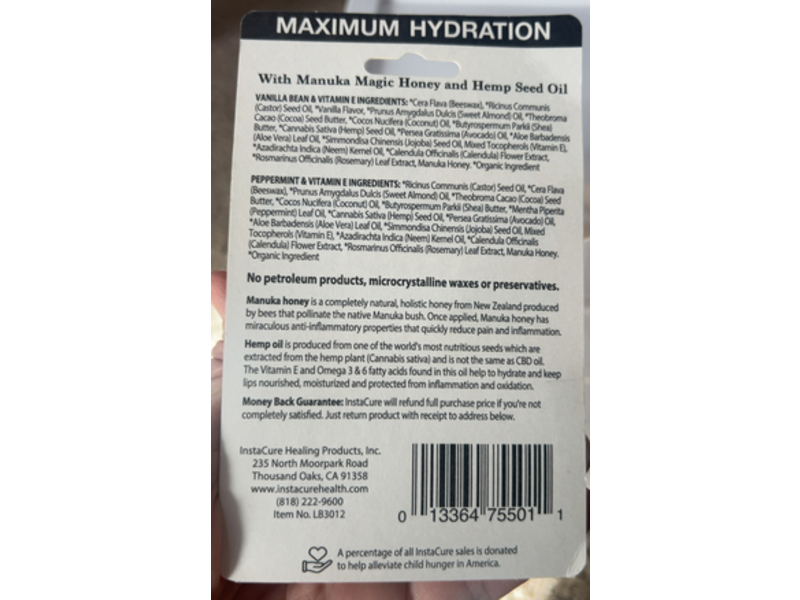 MAXIMUM HYDRATION
With Manuka Magic Honey and Hemp Seed Oil
VANILLA BEAN & VITAMIN E INGREDIENTS: *Cera Flava (Beeswax), *Ricinus Communis
(Castor) Seed Oil, *Vanilla Flavor, *Prunus Amygdalus Dulcis (Sweet Almond) Oil, *Theobroma
Cacao (Cocoa) Seed Butter, *Cocos Nucifera (Coconut) Oil, *Butyrospermum Parkii (Shea)
Butter, *Cannabis Sativa (Hemp) Seed Oil, *Persea Gratissima (Avocado) Oil, *Aloe Barbadensis
(Aloe Vera) Leaf Oil, *Simmondsia Chinensis (Jojoba) Seed Oil, Mixed Tocopherols (Vitamin E),
*Azadirachta Indica (Neem) Kernel Oil, *Calendula Officinalis (Calendula) Flower Extract,
*Rosmarinus Officinalis (Rosemary) Leaf Extract, Manuka Honey. *Organic Ingredient
PEPPERMINT & VITAMIN E INGREDIENTS: *Ricinus Communis (Castor) Seed Oil, *Cera Flava
(Beeswax), *Prunus Amygdalus Dulcis (Sweet Almond) Oil, *Theobroma Cacao (Cocoa) Seed
Butter, *Cocos Nucifera (Coconut) Oil, *Butyrospermum Parkii (Shea) Butter, *Mentha Piperita
(Peppermint) Leaf Oil, *Cannabis Sativa (Hemp) Seed Oil, *Persea Gratissima (Avocado) Oil,
*Aloe Barbadensis (Aloe Vera) Leaf Oil, *Simmondsia Chinensis (Jojoba) Seed Oil, Mixed
Tocopherols (Vitamin E), *Azadirachta Indica (Neem) Kernel Oil, *Calendula Officinalis
(Calendula) Flower Extract, *Rosmarinus Officinalis (Rosemary) Leaf Extract, Manuka Honey.
*Organic Ingredient
No petroleum products, microcrystalline waxes or preservatives.
Manuka honey is a completely natural, holistic honey from New Zealand produced
by bees that pollinate the native Manuka bush. Once applied, Manuka honey has
miraculous anti-inflammatory properties that quickly reduce pain and inflammation.
Hemp oil is produced from one of the world's most nutritious seeds which are
extracted from the hemp plant (Cannabis sativa) and is not the same as CBD oil.
The Vitamin E and Omega 3 & 6 fatty acids found in this oil help to hydrate and keep
lips nourished, moisturized and protected from inflammation and oxidation.
Money Back Guarantee: InstaCure will refund full purchase price if you're not
completely satisfied. Just return product with receipt to address below.
InstaCure Healing Products, Inc.
235 North Moorpark Road
Thousand Oaks, CA 91358
www.instacurehealth.com
(818) 222-9600
Item No. LB3012
0 13364 75501 1
A percentage of all InstaCure sales is donated
to help alleviate child hunger in America.